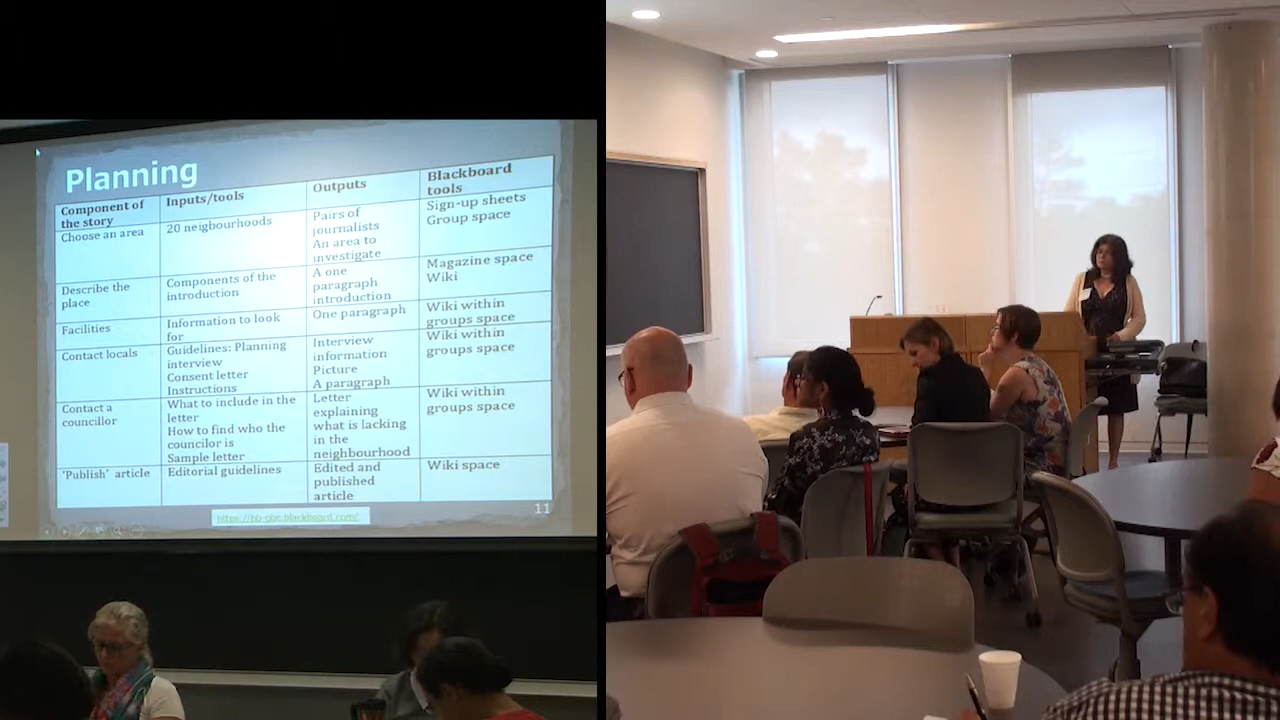 Planning
Component of
the story
Inputs/tools
Outputs
Blackboard
tools
Choose an area
20 neigbourhoods
Pairs of
journalists
An area to
investigate
Sign-up sheets
Group space
Describe the
place
Components of the
introduction
A one
paragraph
introduction
Magazine space
Wiki
Facilities
Information to look
for
One paragraph
Wiki within
groups space
Contact locals
Guidelines: Planning
interview
Consent letter
Instructions
Interview
information
Picture
A paragraph
Wiki within
groups space
Contact a
councillor
What to include in the
letter
How to find who the
councilor is
Sample letter
Letter
explaining
what is lacking
in the
neighbourhood
Wiki within
groups space
‘Publish’ article
Editorial guidelines
Edited and
published
article
Wiki space
https://bb-gbc.blackboard.com/
11